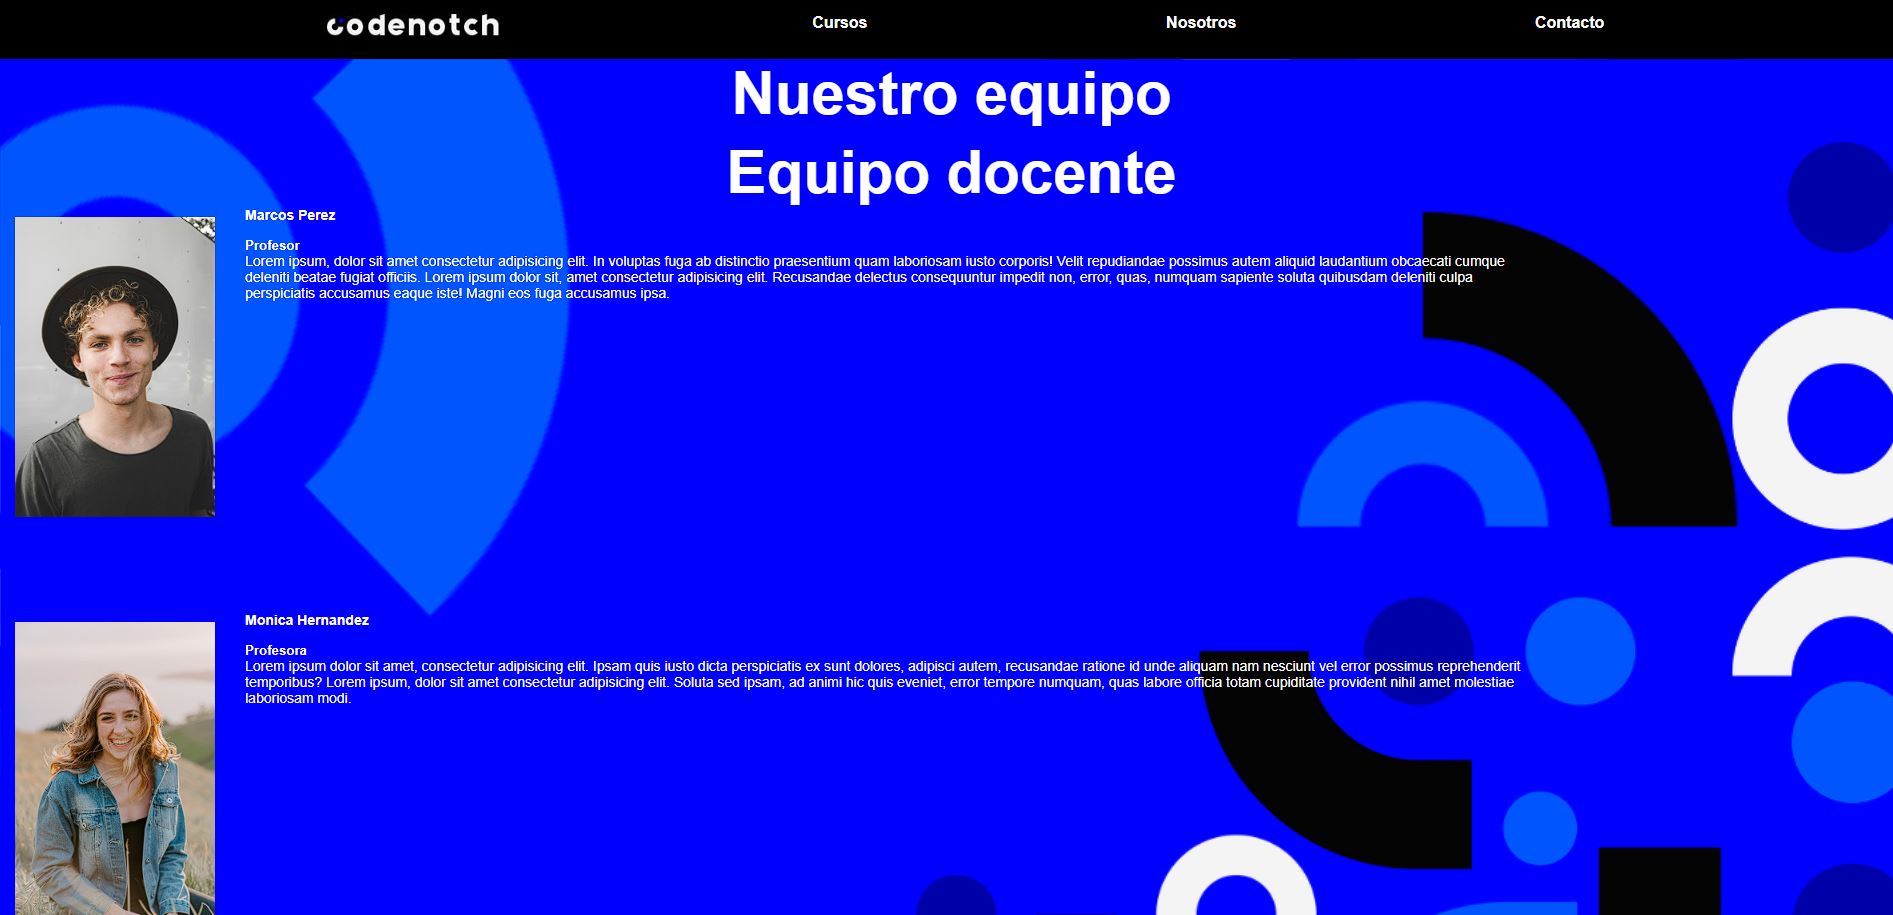 codenotch
Cursos
Nosotros
Contacto
Nuestro equipo
Equipo docente
Marcos Perez
Profesor
Lorem ipsum, dolor sit amet consectetur adipisicing elit. In voluptas fuga ab distinctio praesentium quam laboriosam iusto corporis! Velit repudiandae possimus autem aliquid laudantium obcaecati cumque
deleniti beatae fugiat officiis. Lorem ipsum dolor sit, amet consectetur adipisicing elit. Recusandae delectus consequuntur impedit non, error, quas, numquam sapiente soluta quibusdam deleniti culpa
perspiciatis accusamus eaque iste! Magni eos fuga accusamus ipsa.
Monica Hernandez
Profesora
Lorem ipsum dolor sit amet, consectetur adipisicing elit. Ipsam quis iusto dicta perspiciatis ex sunt dolores, adipisci autem, recusandae ratione id unde aliquam nam nesciunt vel error possimus reprehenderit
temporibus? Lorem ipsum, dolor sit amet consectetur adipisicing elit. Soluta sed ipsam, ad animi hic quis eveniet, error tempore numquam, quas labore officia totam cupiditate provident nihil amet molestiae
laboriosam modi.